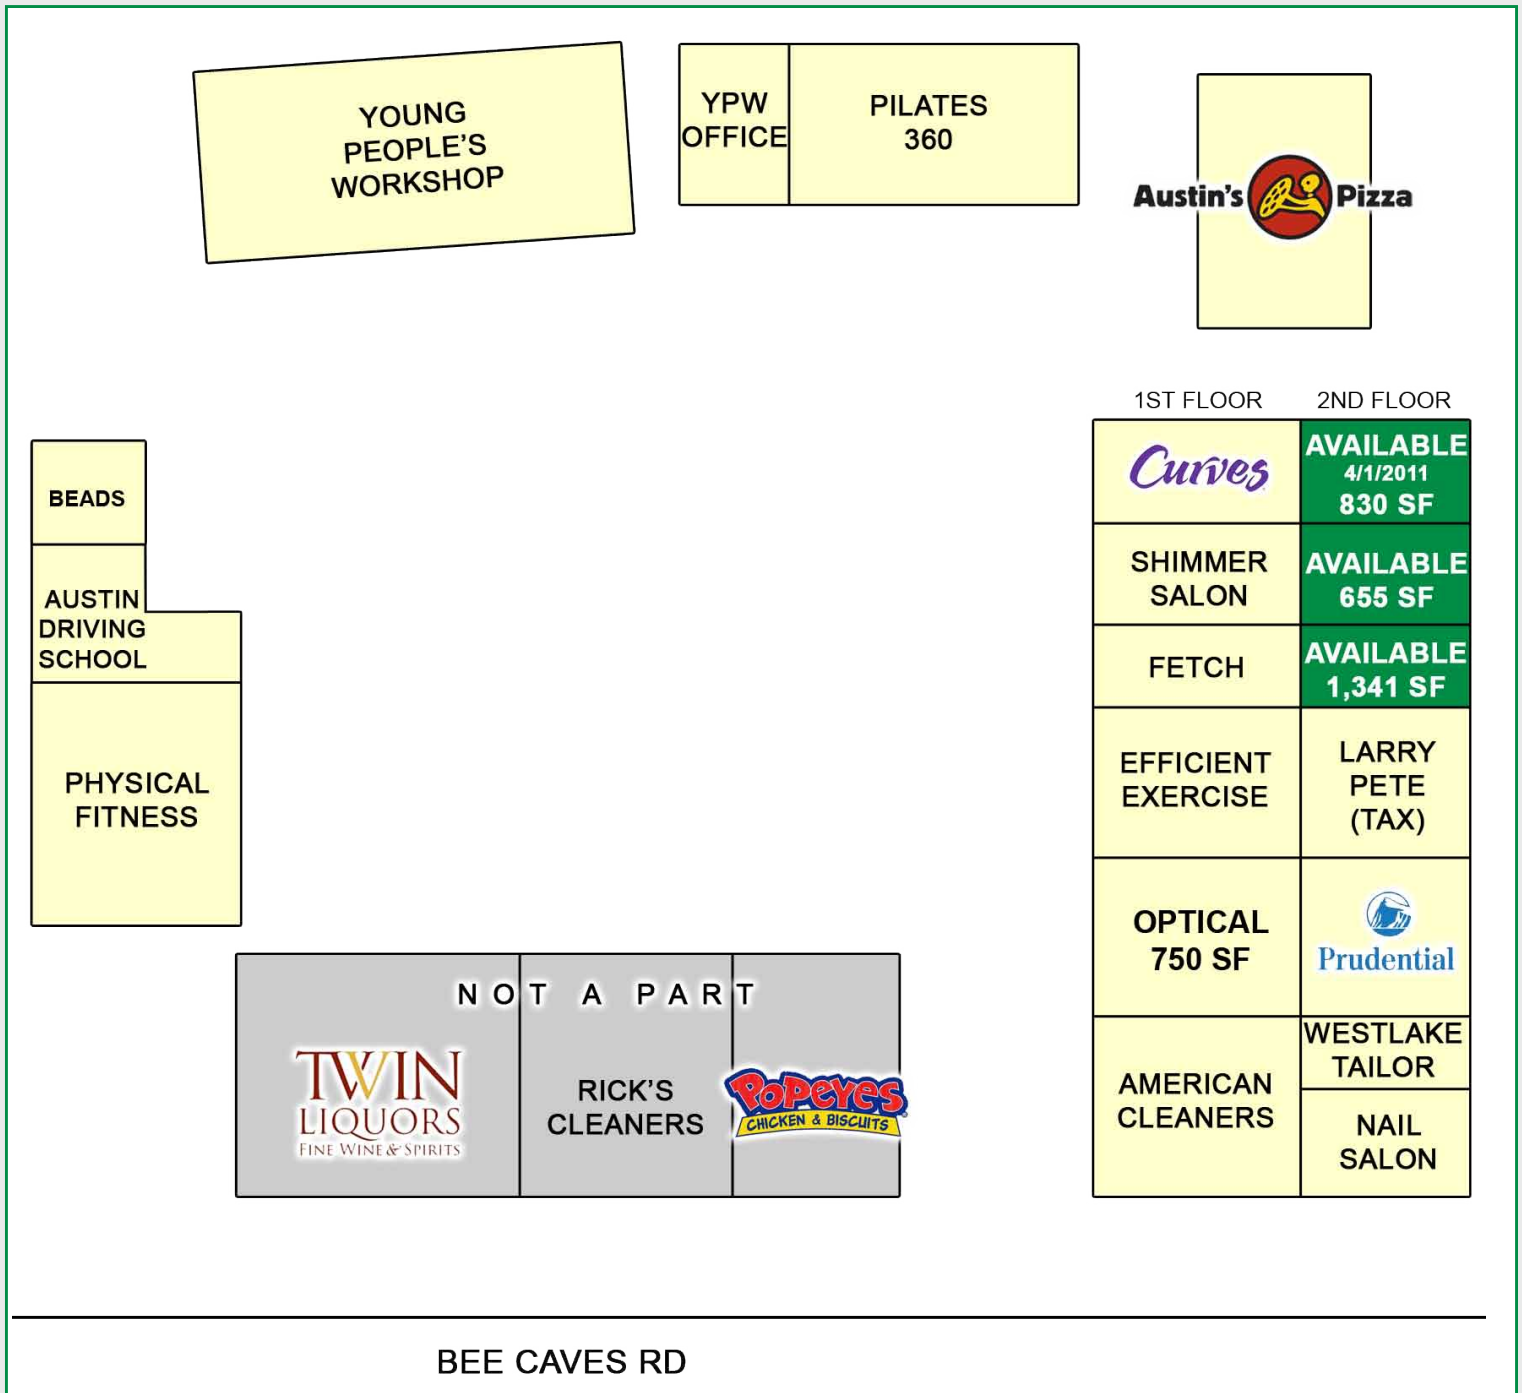 YOUNG
PEOPLE'S
WORKSHOP
YPW
OFFICE
PILATES
360
Austin's Pizza
1ST FLOOR
2ND FLOOR
Curves
AVAILABLE
4/1/2011
830 SF
SHIMMER
SALON
AVAILABLE
655 SF
FETCH
AVAILABLE
1,341 SF
EFFICIENT
EXERCISE
LARRY
PETE
(TAX)
OPTICAL
750 SF
Prudential
AMERICAN
CLEANERS
WESTLAKE
TAILOR
NAIL
SALON
BEADS
AUSTIN
DRIVING
SCHOOL
PHYSICAL
FITNESS
NOT A PART
TWIN
LIQUORS
FINE WINE & SPIRITS
RICK'S
CLEANERS
POPEYES
CHICKEN & BISCUITS
BEE CAVES RD